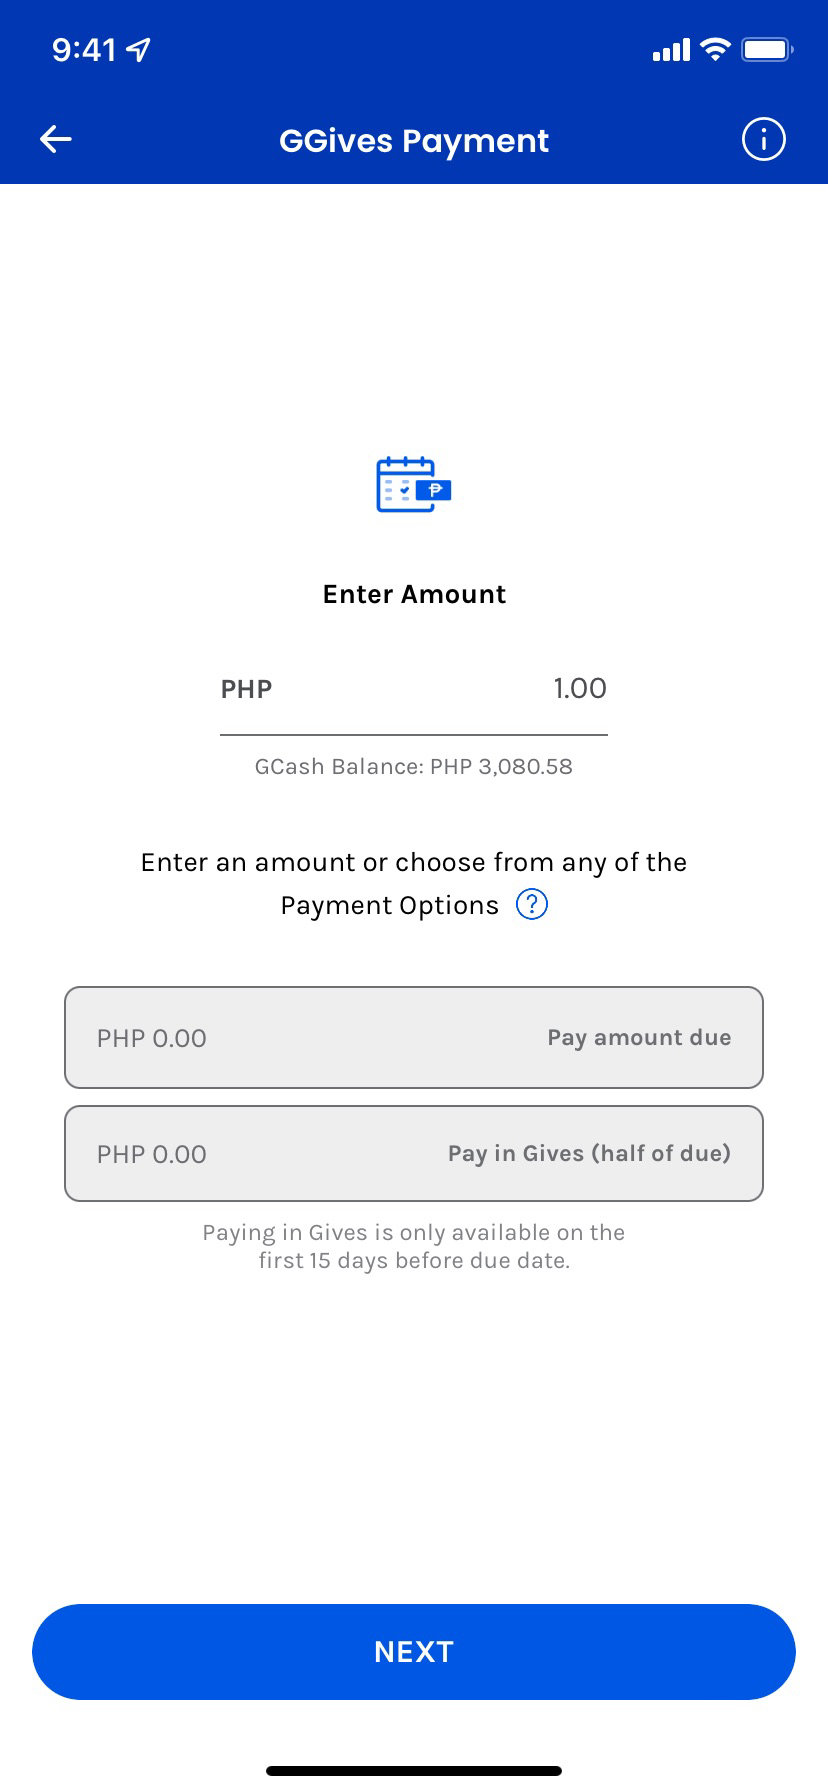 9:41
GGives Payment
Enter Amount
PHP 1.00
GCash Balance: PHP 3,080.58
Enter an amount or choose from any of the
Payment Options ?
PHP 0.00 Pay amount due
PHP 0.00 Pay in Gives (half of due)
Paying in Gives is only available on the
first 15 days before due date.
NEXT